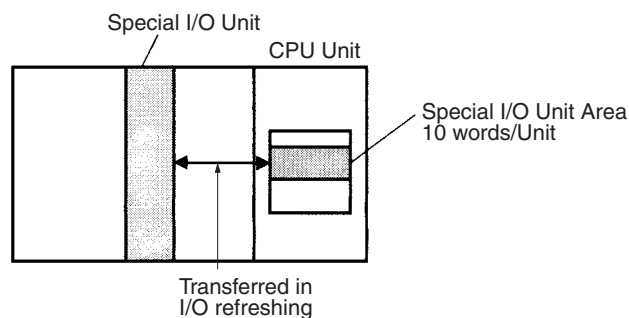 Special I/O Unit
CPU Unit
Special I/O Unit Area
10 words/Unit
Transferred in
I/O refreshing